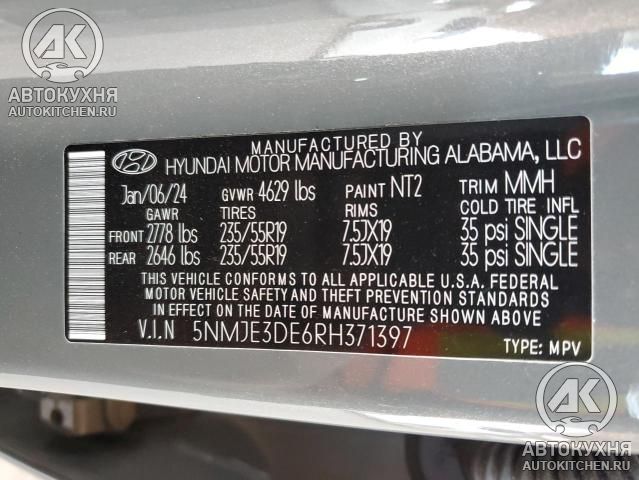 AK
АВТОКУХНЯ
AUTOKITCHEN.RU
MANUFACTURED BY
HYUNDAI MOTOR MANUFACTURING ALABAMA, LLC
Jan/06/24 GVWR 4629 lbs PAINT NT2 TRIM MMH
GAWR TIRES RIMS COLD TIRE INFL
FRONT 2778 lbs 235/55R19 7.5JX19 35 psi SINGLE
REAR 2646 lbs 235/55R19 7.5JX19 35 psi SINGLE
THIS VEHICLE CONFORMS TO ALL APPLICABLE U.S.A. FEDERAL
MOTOR VEHICLE SAFETY AND THEFT PREVENTION STANDARDS
IN EFFECT ON THE DATE OF MANUFACTURE SHOWN ABOVE.
V.I.N 5NMJE3DE6RH371397
TYPE: MPV
AK
АВТОКУХНЯ
AUTOKITCHEN.RU